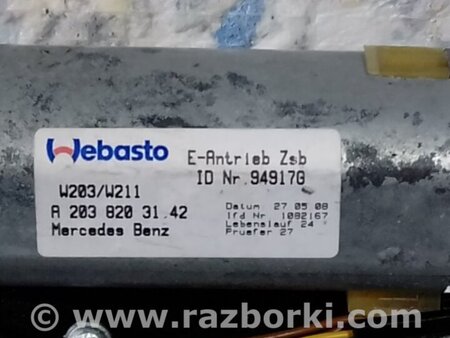 Webasto
E-Antrieb Zsb
ID Nr.94917G
W203/W211
A 203 820 31.42
Mercedes Benz
Datum 27 05 08
lfd Nr 1082167
Lebenslauf 24
Pruefer 27
© www.razborki.com/